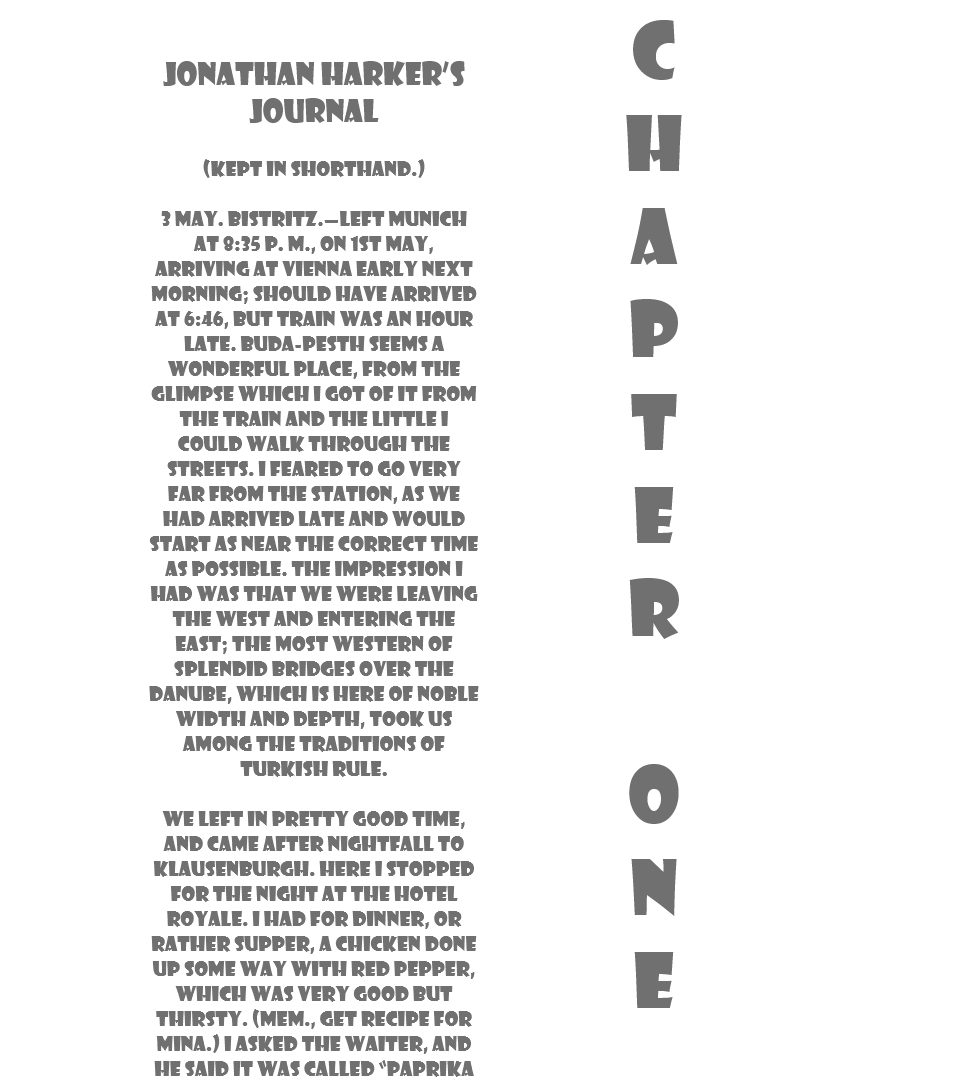 JONATHAN HARKER'S
JOURNAL
(KEPT IN SHORTHAND.)
3 MAY. BISTRITZ.—LEFT MUNICH
AT 8:35 P. M., ON 1ST MAY,
ARRIVING AT VIENNA EARLY NEXT
MORNING; SHOULD HAVE ARRIVED
AT 6:46, BUT TRAIN WAS AN HOUR
LATE. BUDA-PESTH SEEMS A
WONDERFUL PLACE, FROM THE
GLIMPSE WHICH I GOT OF IT FROM
THE TRAIN AND THE LITTLE I
COULD WALK THROUGH THE
STREETS. I FEARED TO GO VERY
FAR FROM THE STATION, AS WE
HAD ARRIVED LATE AND WOULD
START AS NEAR THE CORRECT TIME
AS POSSIBLE. THE IMPRESSION I
HAD WAS THAT WE WERE LEAVING
THE WEST AND ENTERING THE
EAST; THE MOST WESTERN OF
SPLENDID BRIDGES OVER THE
DANUBE, WHICH IS HERE OF NOBLE
WIDTH AND DEPTH, TOOK US
AMONG THE TRADITIONS OF
TURKISH RULE.
WE LEFT IN PRETTY GOOD TIME,
AND CAME AFTER NIGHTFALL TO
KLAUSENBURGH. HERE I STOPPED
FOR THE NIGHT AT THE HOTEL
ROYALE. I HAD FOR DINNER, OR
RATHER SUPPER, A CHICKEN DONE
UP SOME WAY WITH RED PEPPER,
WHICH WAS VERY GOOD BUT
THIRSTY. (MEM., GET RECIPE FOR
MINA.) I ASKED THE WAITER, AND
HE SAID IT WAS CALLED “PAPRIKA
CHAPTER ONE